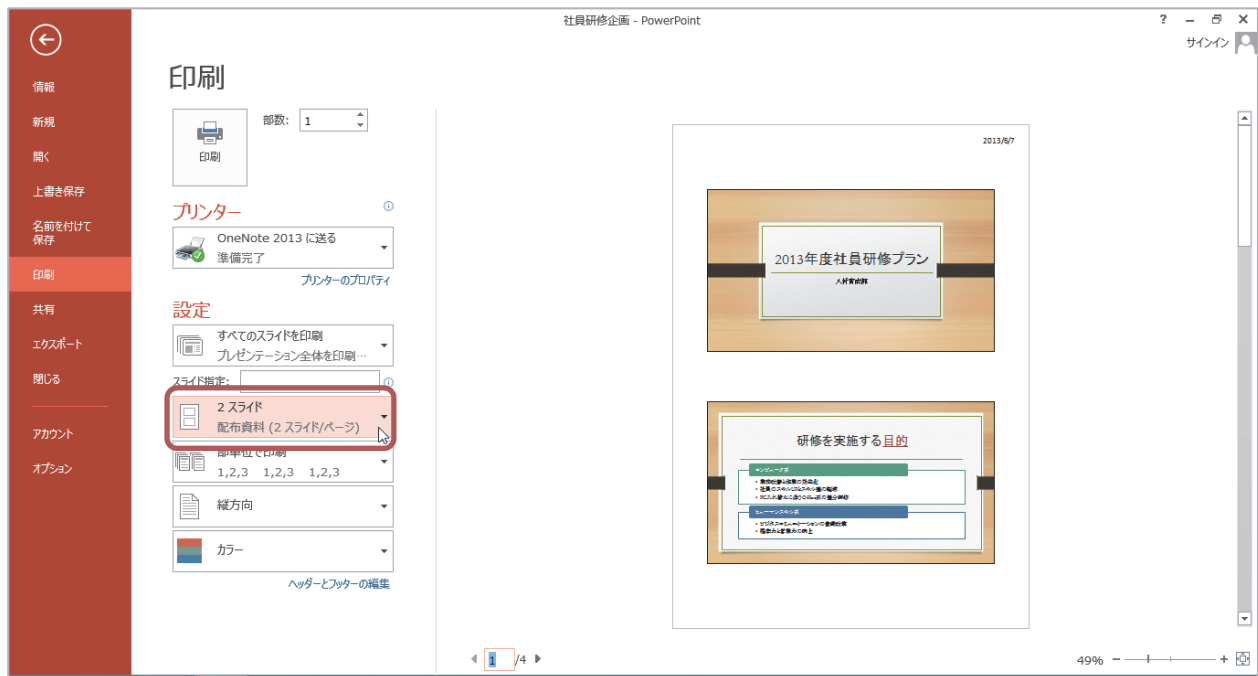 社員研修企画 - PowerPoint
?
サインイン
情報
新規
開く
上書き保存
名前を付けて
保存
印刷
共有
エクスポート
閉じる
アカウント
オプション
印刷
印刷
部数: 1
プリンター
OneNote 2013 に送る
準備完了
プリンターのプロパティ
設定
すべてのスライドを印刷
プレゼンテーション全体を印刷…
スライド指定:
2 スライド
配布資料 (2 スライド/ページ)
部単位で印刷
1,2,3 1,2,3 1,2,3
縦方向
カラー
ヘッダーとフッターの編集
2013/6/7
2013年度社員研修プラン
人材育成部
研修を実施する目的
1 /4
49%